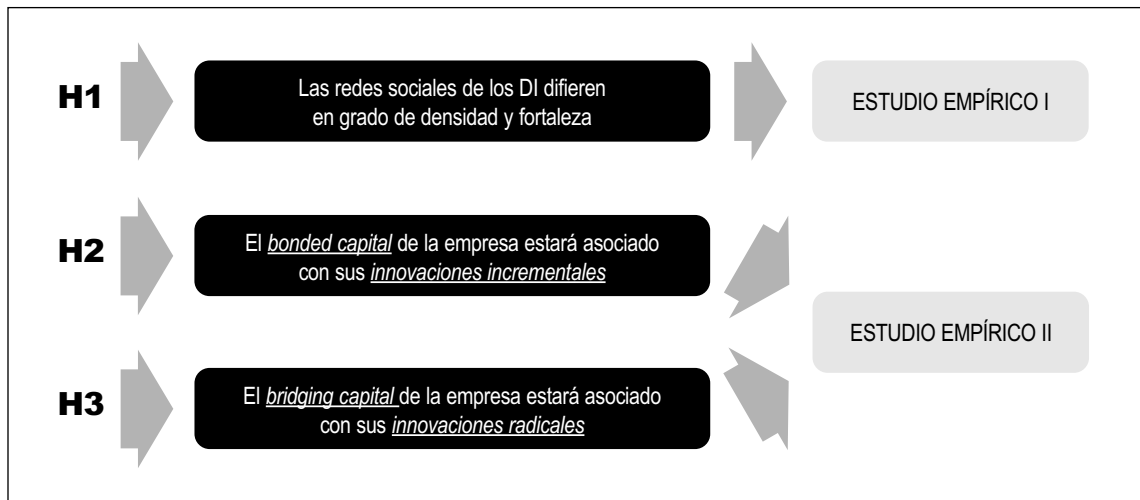 H1
Las redes sociales de los DI difieren
en grado de densidad y fortaleza
ESTUDIO EMPÍRICO I
H2
El bonded capital de la empresa estará asociado
con sus innovaciones incrementales
ESTUDIO EMPÍRICO II
H3
El bridging capital de la empresa estará asociado
con sus innovaciones radicales